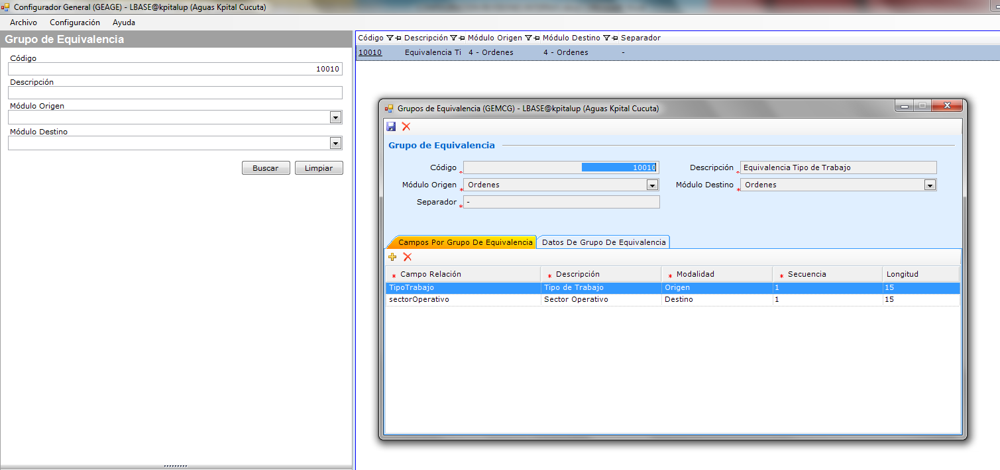 Configurador General (GEAGE) - LBASE@kpitalup (Aguas Kpital Cucuta)
Archivo Configuración Ayuda
Grupo de Equivalencia
Código
10010
Descripción
Módulo Origen
Módulo Destino
Buscar Limpiar
Código Descripción Módulo Origen Módulo Destino Separador
10010 Equivalencia Ti 4 - Ordenes 4 - Ordenes -
Grupos de Equivalencia (GEMCG) - LBASE@kpitalup (Aguas Kpital Cucuta)
Grupo de Equivalencia
Código 10010 Descripción Equivalencia Tipo de Trabajo
Módulo Origen * Ordenes Módulo Destino * Ordenes
Separador * -
Campos Por Grupo De Equivalencia Datos De Grupo De Equivalencia
* Campo Relación * Descripción * Modalidad * Secuencia Longitud
TipoTrabajo Tipo de Trabajo Origen 1 15
sectorOperativo Sector Operativo Destino 1 15